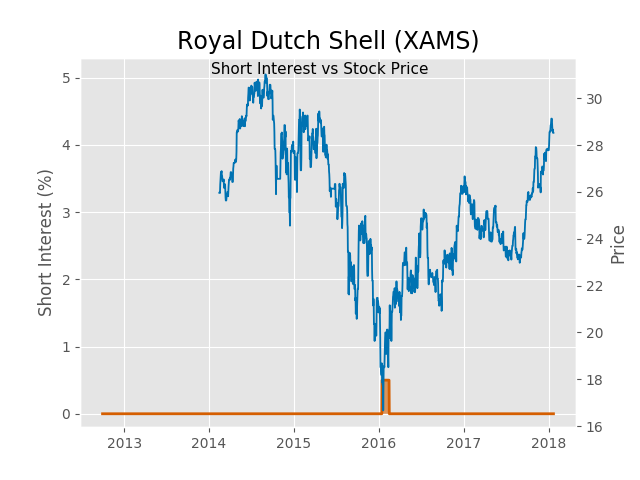 Royal Dutch Shell (XAMS)
Short Interest vs Stock Price
Short Interest (%)
5
4
3
2
1
0
30
28
26
24
22
20
18
16
Price
2013 2014 2015 2016 2017 2018